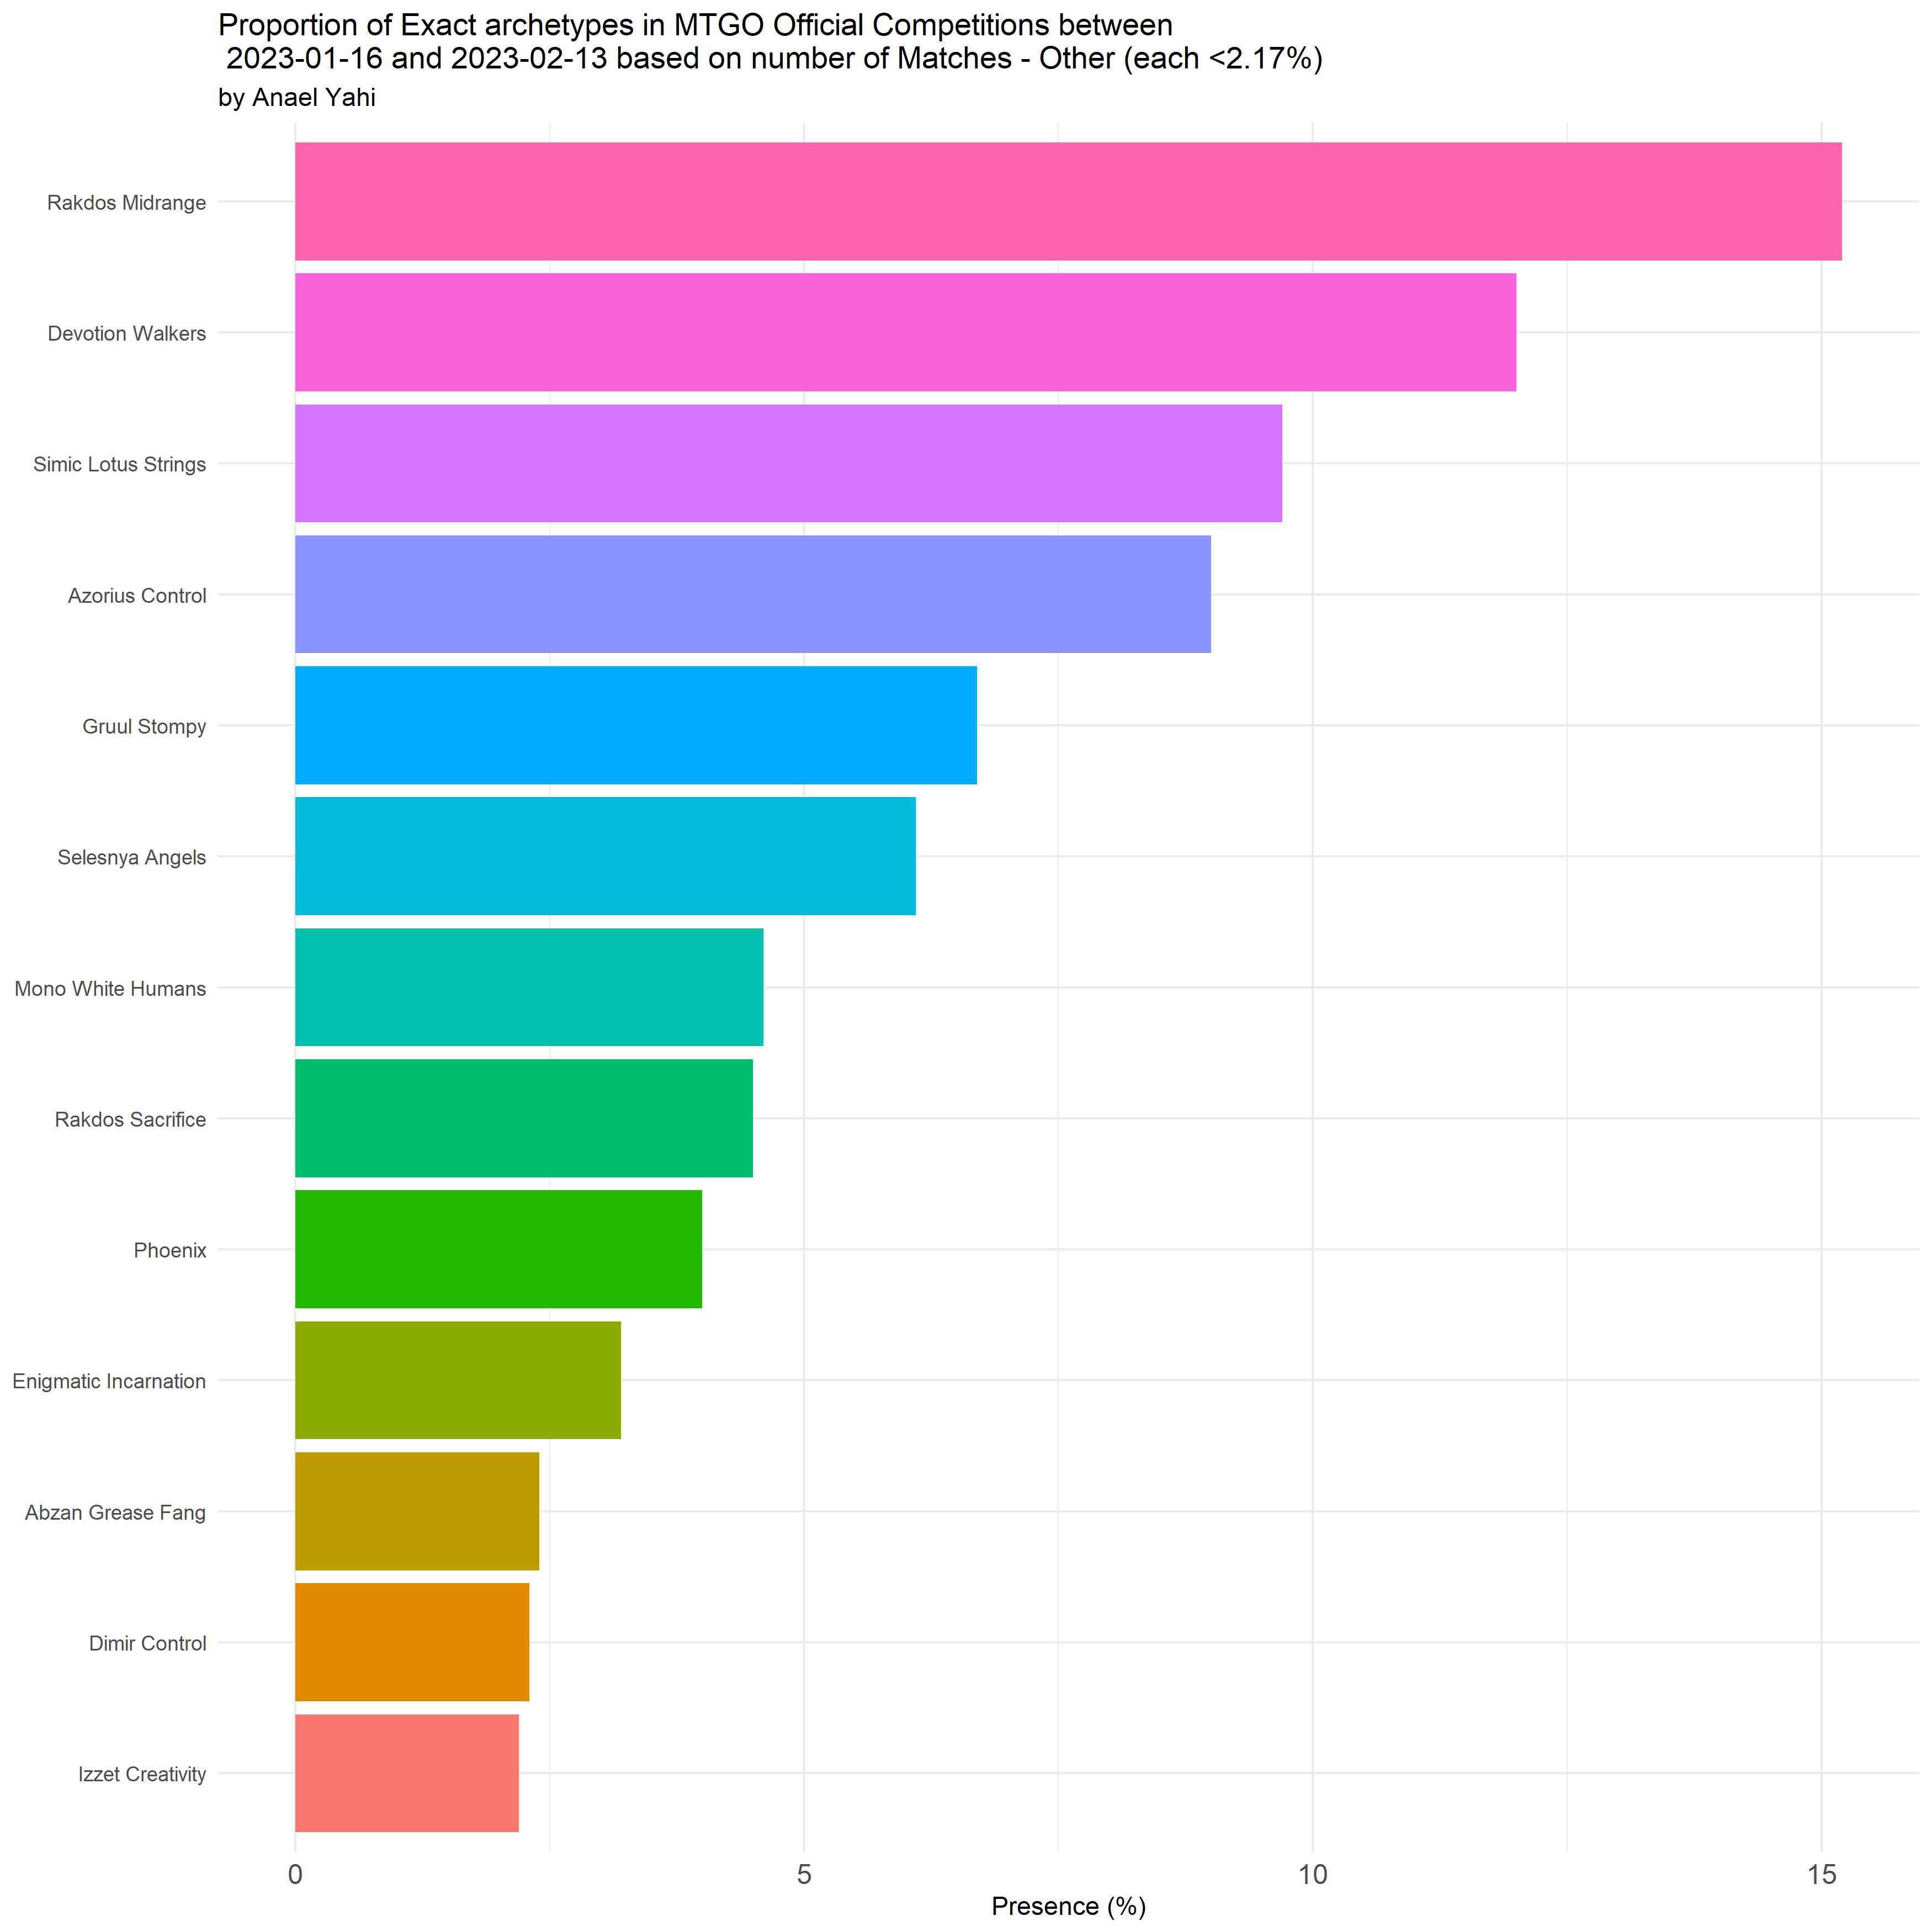 Proportion of Exact archetypes in MTGO Official Competitions between
2023-01-16 and 2023-02-13 based on number of Matches - Other (each <2.17%)
by Anael Yahi
Rakdos Midrange
Devotion Walkers
Simic Lotus Strings
Azorius Control
Gruul Stompy
Selesnya Angels
Mono White Humans
Rakdos Sacrifice
Phoenix
Enigmatic Incarnation
Abzan Grease Fang
Dimir Control
Izzet Creativity
0 5 10 15
Presence (%)